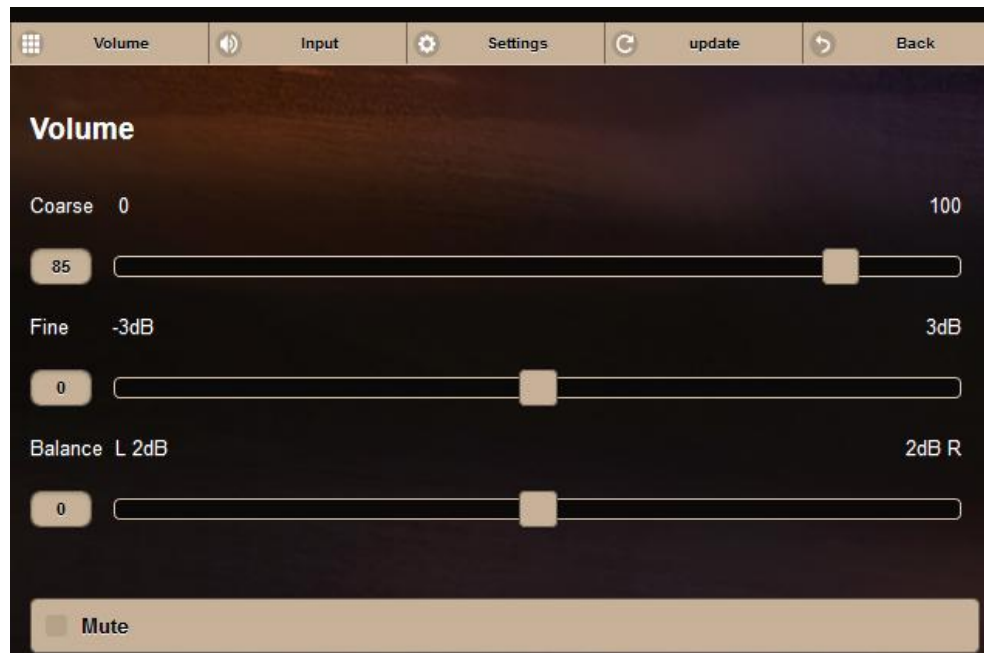 Volume Input Settings update Back
Volume
Coarse 0 100
85
Fine -3dB 3dB
0
Balance L 2dB 2dB R
0
Mute